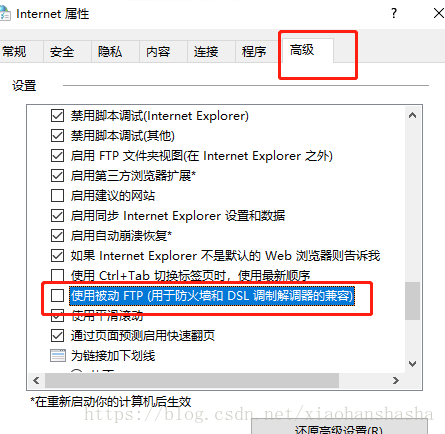 Internet 属性
常规 安全 隐私 内容 连接 程序 高级
设置
禁用脚本调试(Internet Explorer)
禁用脚本调试(其他)
启用 FTP 文件夹视图(在 Internet Explorer 之外)
启用第三方浏览器扩展*
启用建议的网站
启用同步 Internet Explorer 设置和数据
启用自动崩溃恢复*
如果 Internet Explorer 不是默认的 Web 浏览器则告诉我
使用 Ctrl+Tab 切换标签页时，使用最新顺序
使用被动 FTP (用于防火墙和 DSL 调制解调器的兼容)
使用平滑滚动
通过页面预测启用快速翻页
为链接加下划线
*在重新启动你的计算机后生效
https://blog.csdn.net/xiaohanshasha
还原高级设置(R)